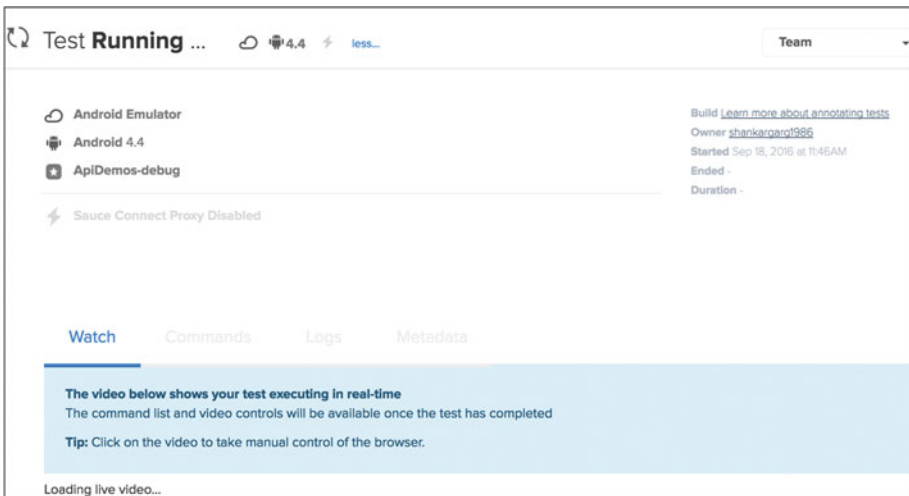 Test Running ... 4.4 less... Team
Android Emulator
Android 4.4
ApiDemos-debug
Sauce Connect Proxy Disabled
Build Learn more about annotating tests
Owner shankargarg1986
Started Sep 18, 2016 at 11:46AM
Ended -
Duration -
Watch Commands Logs Metadata
The video below shows your test executing in real-time
The command list and video controls will be available once the test has completed
Tip: Click on the video to take manual control of the browser.
Loading live video...